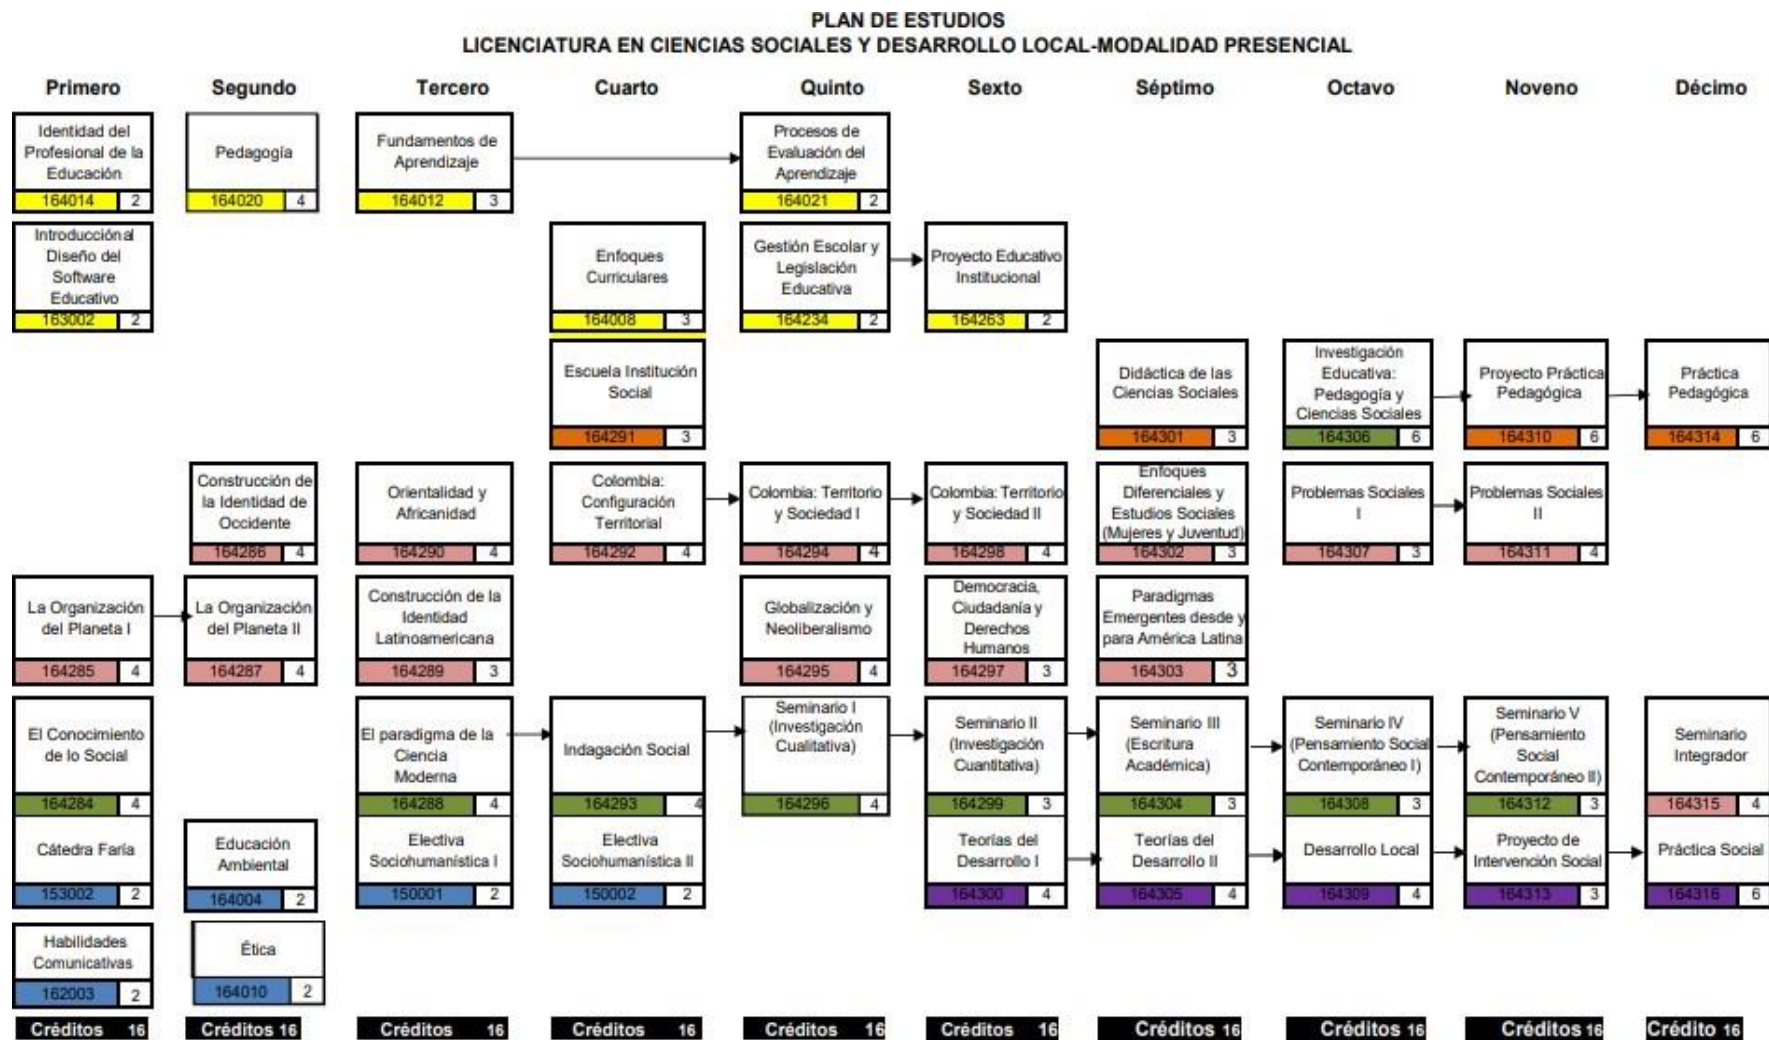 PLAN DE ESTUDIOS
LICENCIATURA EN CIENCIAS SOCIALES Y DESARROLLO LOCAL-MODALIDAD PRESENCIAL
Primero
Segundo
Tercero
Cuarto
Quinto
Sexto
Séptimo
Octavo
Noveno
Décimo
Identidad del
Profesional de la
Educación
164014 2
Pedagogía
164020 4
Fundamentos de
Aprendizaje
164012 3
Procesos de
Evaluación del
Aprendizaje
164021 2
Introducción al
Diseño del
Software
Educativo
163002 2
Enfoques
Curriculares
164008 3
Gestión Escolar y
Legislación
Educativa
164234 2
Proyecto Educativo
Institucional
164263 2
Escuela Institución
Social
164291 3
Didáctica de las
Ciencias Sociales
164301 3
Investigación
Educativa:
Pedagogía y
Ciencias Sociales
164306 6
Proyecto Práctica
Pedagógica
164310 6
Práctica
Pedagógica
164314 6
Construcción de
la Identidad de
Occidente
164286 4
Orientalidad y
Africanidad
164290 4
Colombia:
Configuración
Territorial
164292 4
Colombia: Territorio
y Sociedad I
164294 4
Colombia: Territorio
y Sociedad II
164298 4
Enfoques
Diferenciales y
Estudios Sociales
(Mujeres y Juventud)
164302 3
Problemas Sociales
I
164307 3
Problemas Sociales
II
164311 4
La Organización
del Planeta I
164285 4
La Organización
del Planeta II
164287 4
Construcción de la
Identidad
Latinoamericana
164289 3
Globalización y
Neoliberalismo
164295 4
Democracia,
Ciudadanía y
Derechos
Humanos
164297 3
Paradigmas
Emergentes desde y
para América Latina
164303 3
El Conocimiento
de lo Social
164284 4
El paradigma de la
Ciencia
Moderna
164288 4
Indagación Social
164293 4
Seminario I
(Investigación
Cualitativa)
164296 4
Seminario II
(Investigación
Cuantitativa)
164299 3
Seminario III
(Escritura
Académica)
164304 3
Seminario IV
(Pensamiento Social
Contemporáneo I)
164308 3
Seminario V
(Pensamiento
Social
Contemporáneo II)
164312 3
Seminario
Integrador
164315 4
Cátedra Faría
153002 2
Educación
Ambiental
164004 2
Electiva
Sociohumanística I
150001 2
Electiva
Sociohumanística II
150002 2
Teorías del
Desarrollo I
164300 4
Teorías del
Desarrollo II
164305 4
Desarrollo Local
164309 4
Proyecto de
Intervención Social
164313 3
Práctica Social
164316 6
Habilidades
Comunicativas
162003 2
Ética
164010 2
Créditos 16
Créditos 16
Créditos 16
Créditos 16
Créditos 16
Créditos 16
Créditos 16
Créditos 16
Créditos 16
Crédito 16